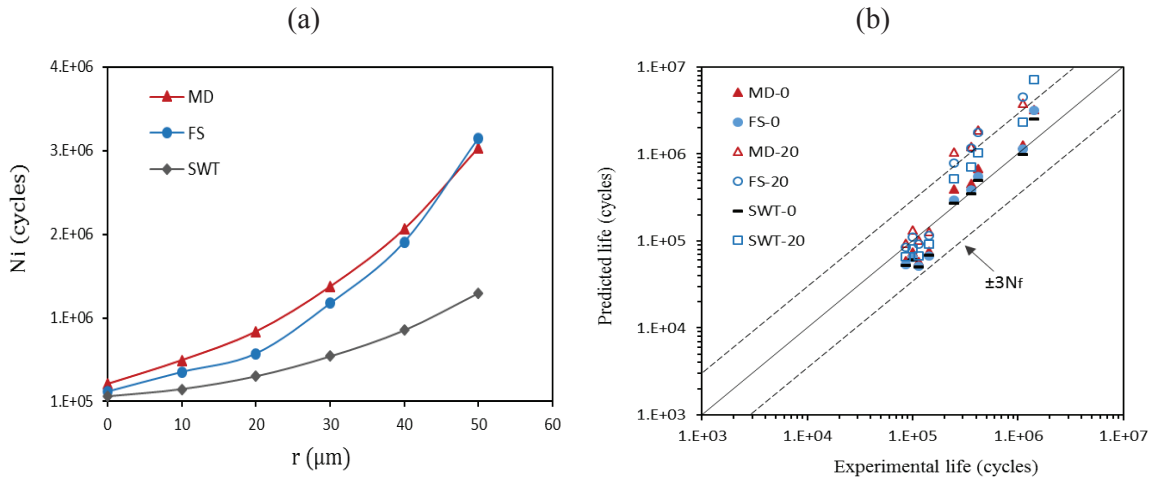 (a)
(b)
Ni (cycles)
4.E+06
3.E+06
2.E+06
1.E+06
1.E+05
MD
FS
SWT
0 10 20 30 40 50 60
r (μm)
Predicted life (cycles)
1.E+07
1.E+06
1.E+05
1.E+04
1.E+03
MD-0
FS-0
MD-20
FS-20
SWT-0
SWT-20
±3Nf
1.E+03 1.E+04 1.E+05 1.E+06 1.E+07
Experimental life (cycles)